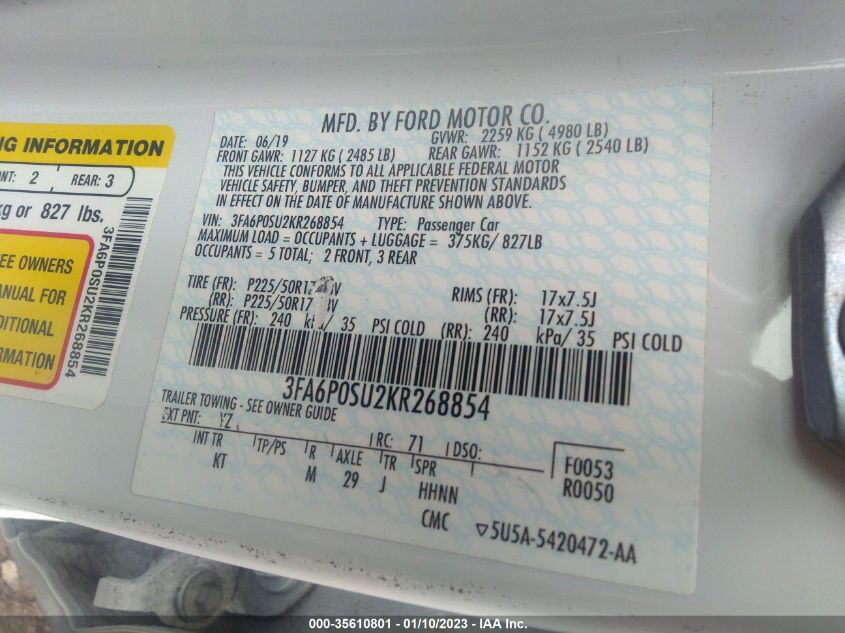 NG INFORMATION
NT: 2 REAR: 3
kg or 827 lbs.
EE OWNERS
ANUAL FOR
DITIONAL
RMATION
3FA6P0SU2KR268854
MFD. BY FORD MOTOR CO.
DATE: 06/19 GVWR: 2259 KG ( 4980 LB)
FRONT GAWR: 1127 KG ( 2485 LB) REAR GAWR: 1152 KG ( 2540 LB)
THIS VEHICLE CONFORMS TO ALL APPLICABLE FEDERAL MOTOR
VEHICLE SAFETY, BUMPER, AND THEFT PREVENTION STANDARDS
IN EFFECT ON THE DATE OF MANUFACTURE SHOWN ABOVE.
VIN: 3FA6P0SU2KR268854 TYPE: Passenger Car
MAXIMUM LOAD = OCCUPANTS + LUGGAGE = 375KG/ 827LB
OCCUPANTS = 5 TOTAL; 2 FRONT, 3 REAR
TIRE (FR): P225/50R17 V RIMS (FR): 17x7.5J
(RR): P225/50R17 V (RR): 17x7.5J
PRESSURE (FR): 240 kPa/ 35 PSI COLD (RR): 240 kPa/ 35 PSI COLD
3FA6P0SU2KR268854
TRAILER TOWING - SEE OWNER GUIDE
EXT PNT: YZ RC: 71 DSO:
INT TR TP/PS R AXLE TR SPR F0053
KT M 29 J HHNN R0050
CMC ▽5U5A-5420472-AA
000-35610801 - 01/10/2023 - IAA Inc.